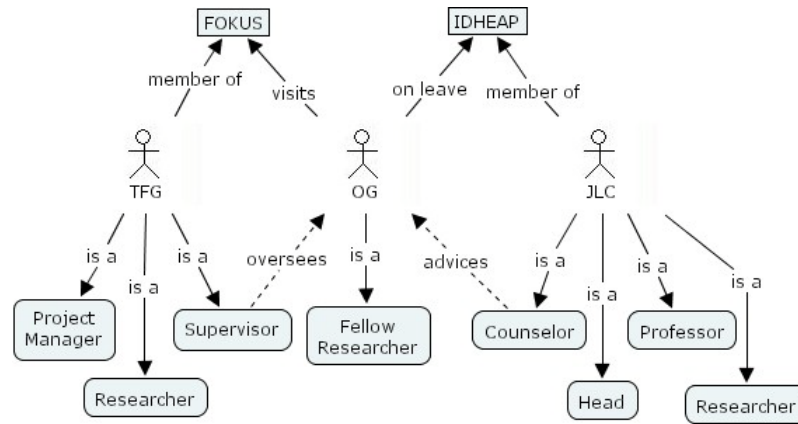 FOKUS
IDHEAP
member of
visits
on leave
member of
TFG
OG
JLC
is a
is a
is a
oversees
is a
advices
is a
is a
is a
is a
Project
Manager
Supervisor
Fellow
Researcher
Counselor
Professor
Researcher
Head
Researcher